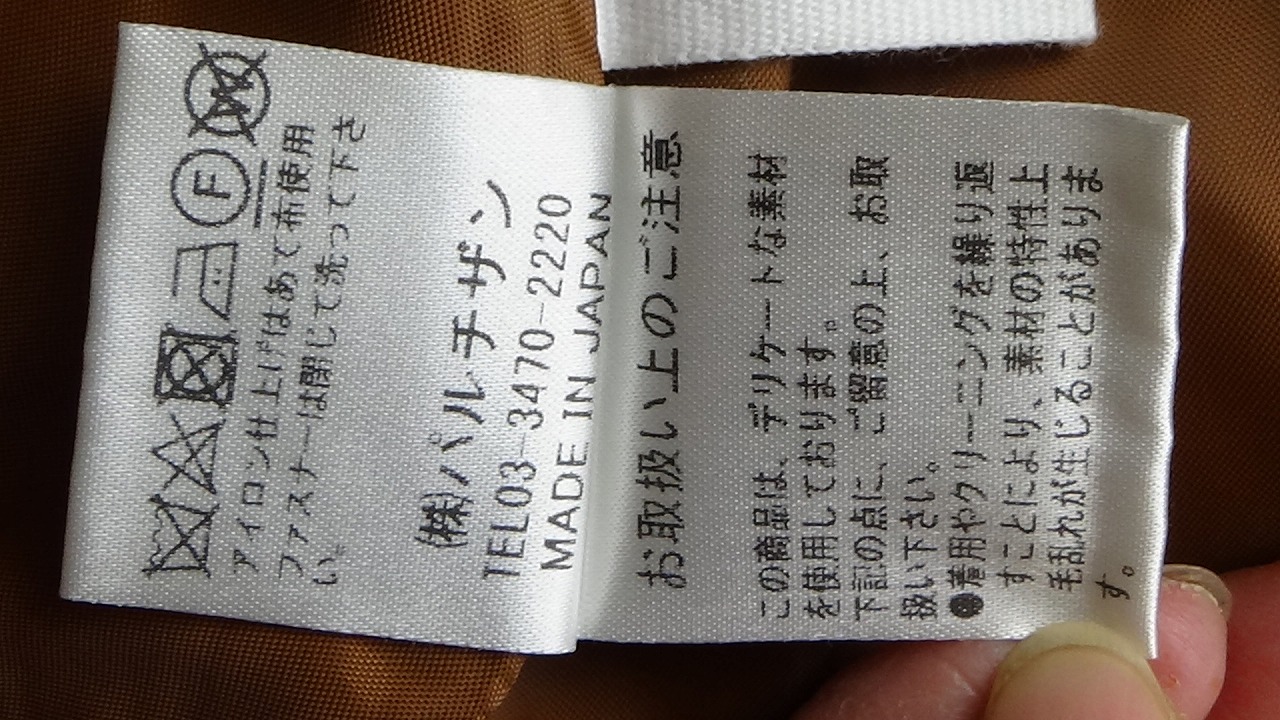 F
アイロン仕上げはあて布使用
ファスナーは閉じて洗って下さ
い。
(株)パルチザン
TEL03-3470-2220
MADE IN JAPAN
お取扱い上のご注意
この商品は、デリケートな素材
を使用しております。
下記の点に、ご留意の上、お取
扱い下さい。
●着用やクリーニングを繰り返
すことにより、素材の特性上
毛乱れが生じることがありま
す。